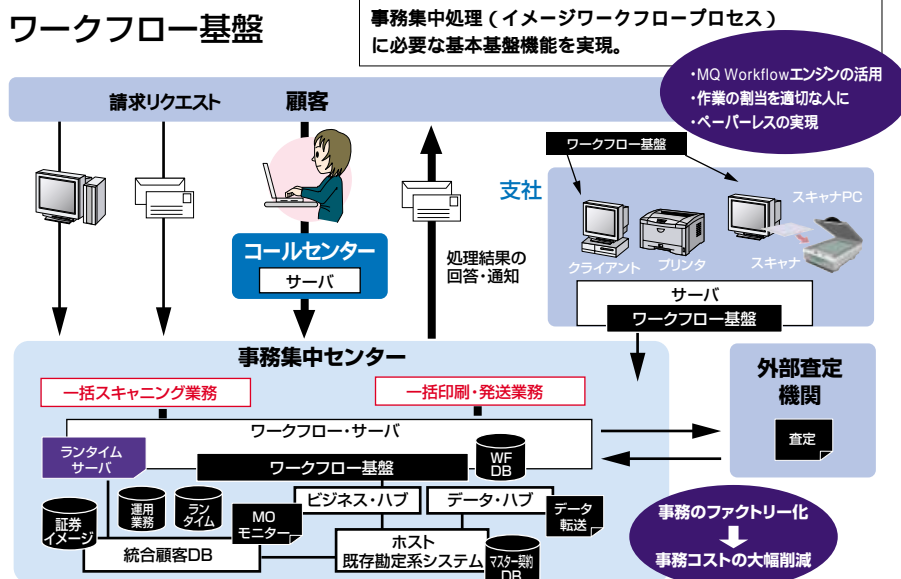 ワークフロー基盤
事務集中処理（イメージワークフロープロセス）
に必要な基本基盤機能を実現。
・MQ Workflowエンジンの活用
・作業の割当を適切な人に
・ペーパーレスの実現
請求リクエスト
顧客
ワークフロー基盤
支社
スキャナPC
クライアント
プリンタ
スキャナ
サーバ
ワークフロー基盤
コールセンター
サーバ
処理結果の
回答・通知
事務集中センター
一括スキャニング業務
一括印刷・発送業務
ワークフロー・サーバ
ランタイム
サーバ
ワークフロー基盤
WF
DB
外部査定
機関
査定
証券
イメージ
運用
業務
ラン
タイム
MO
モニター
ビジネス・ハブ
データ・ハブ
データ
転送
統合顧客DB
ホスト
既存勘定系システム
マスター契約
DB
事務のファクトリー化
事務コストの大幅削減